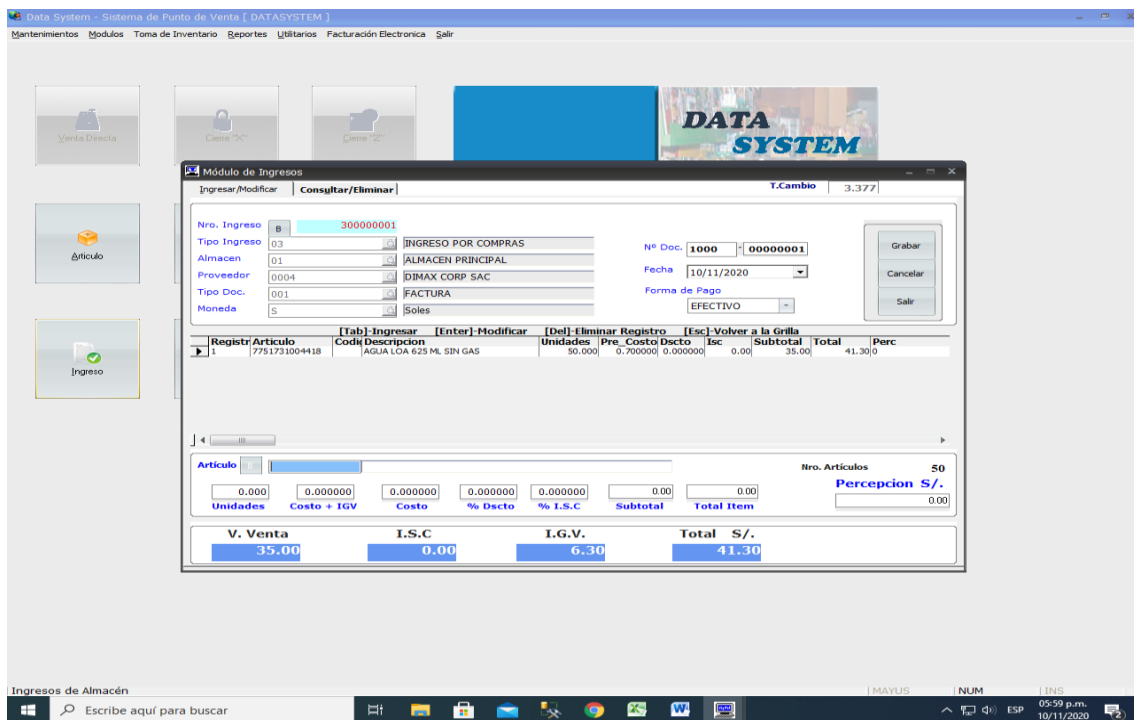 Data System - Sistema de Punto de Venta [ DATASYSTEM ]
Mantenimientos Modulos Toma de Inventario Reportes Utilitarios Facturación Electronica Salir
Venta Directa Cierre "X" Cierre "Z"
DATA
SYSTEM
Articulo
Ingreso
Módulo de Ingresos
Ingresar/Modificar Consultar/Eliminar T.Cambio 3.377
Nro. Ingreso B 300000001
Tipo Ingreso 03 INGRESO POR COMPRAS
Almacen 01 ALMACEN PRINCIPAL
Proveedor 0004 DIMAX CORP SAC
Tipo Doc. 001 FACTURA
Moneda S Soles
Nº Doc. 1000 - 00000001
Fecha 10/11/2020
Forma de Pago
EFECTIVO
Grabar
Cancelar
Salir
[Tab]-Ingresar [Enter]-Modificar [Del]-Eliminar Registro [Esc]-Volver a la Grilla
Registr Articulo Codi Descripcion Unidades Pre_Costo Dscto Isc Subtotal Total Perc
1 7751731004418 AGUA LOA 625 ML SIN GAS 50.000 0.700000 0.000000 0.00 35.00 41.30 0
Artículo Nro. Artículos 50
Percepcion S/.
0.00
0.000 0.000000 0.000000 0.000000 0.000000 0.00 0.00
Unidades Costo + IGV Costo % Dscto % I.S.C Subtotal Total Item
V. Venta I.S.C I.G.V. Total S/.
35.00 0.00 6.30 41.30
Ingresos de Almacén MAYUS NUM INS
Escribe aquí para buscar ESP 05:59 p.m.
10/11/2020 2